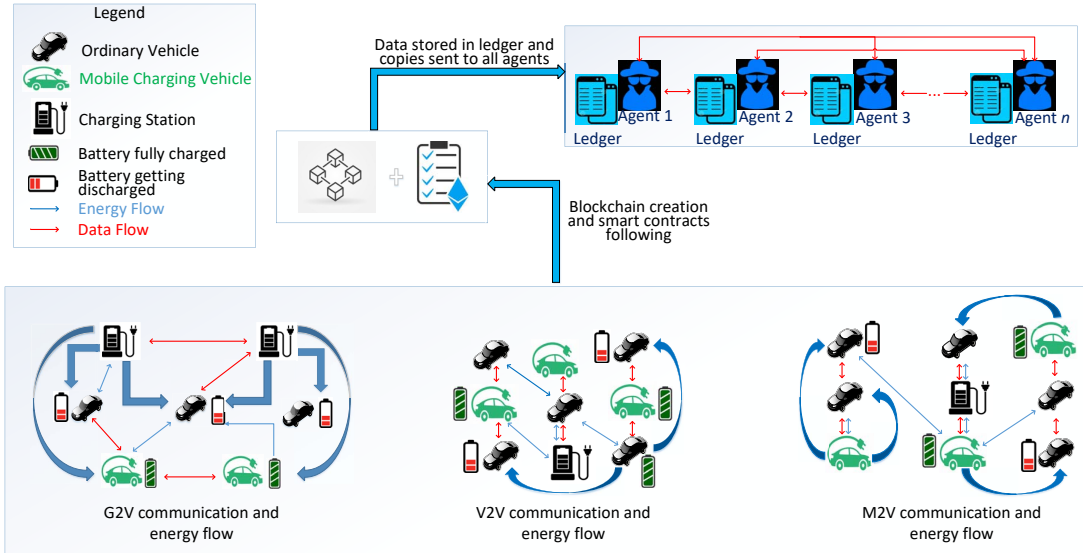 Legend
Ordinary Vehicle
Mobile Charging Vehicle
Charging Station
Battery fully charged
Battery getting
discharged
Energy Flow
Data Flow
Data stored in ledger and
copies sent to all agents
Agent 1
Agent 2
Agent 3
...
Agent n
Ledger
Ledger
Ledger
Ledger
Blockchain creation
and smart contracts
following
G2V communication and
energy flow
V2V communication and
energy flow
M2V communication and
energy flow